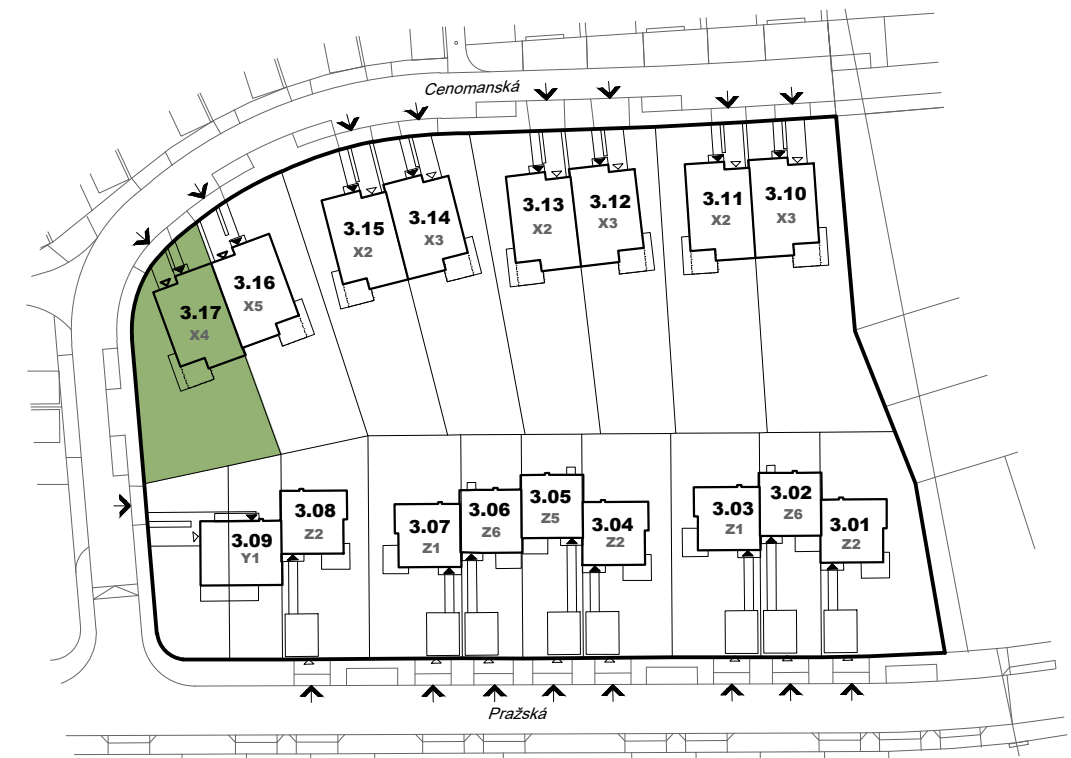 Cenomanská
3.17
X4
3.16
X5
3.15
X2
3.14
X3
3.13
X2
3.12
X3
3.11
X2
3.10
X3
3.09
Y1
3.08
Z2
3.07
Z1
3.06
Z6
3.05
Z5
3.04
Z2
3.03
Z1
3.02
Z6
3.01
Z2
Pražská